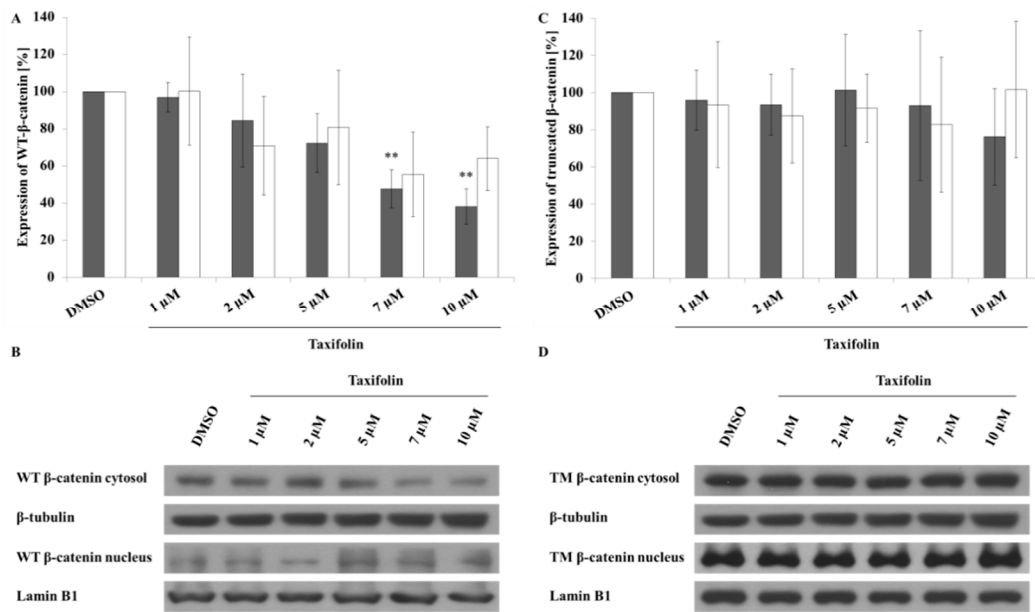 A
Expression of WT-β-catenin [%]
140
120
100
80
60
40
20
0
**
**
DMSO
1 µM
2 µM
5 µM
7 µM
10 µM
Taxifolin
C
Expression of truncated β-catenin [%]
140
120
100
80
60
40
20
0
DMSO
1 µM
2 µM
5 µM
7 µM
10 µM
Taxifolin
B
Taxifolin
DMSO
1 µM
2 µM
5 µM
7 µM
10 µM
WT β-catenin cytosol
β-tubulin
WT β-catenin nucleus
Lamin B1
D
Taxifolin
DMSO
1 µM
2 µM
5 µM
7 µM
10 µM
TM β-catenin cytosol
β-tubulin
TM β-catenin nucleus
Lamin B1